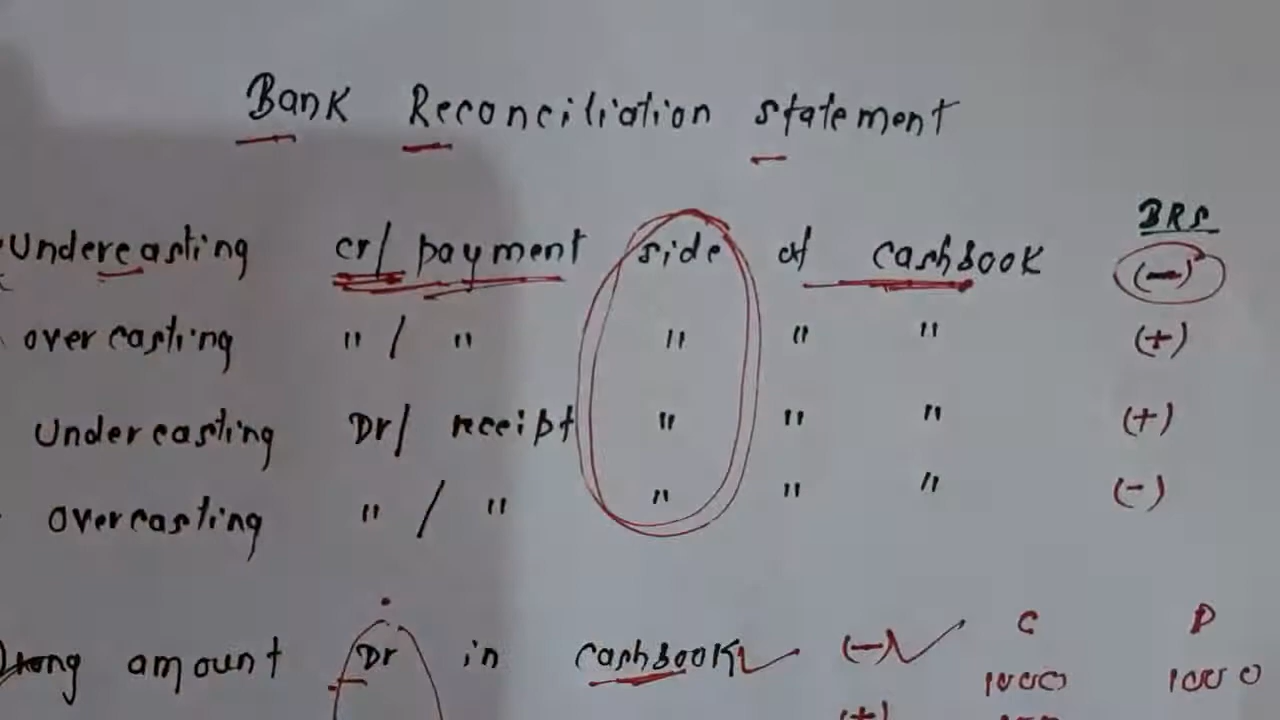 Bank Reconciliation statement
BRS
Undercasting cr/ payment side of cashbook (-)
overcasting " / " " " " (+)
Undercasting Dr/ receipt " " " (+)
overcasting " / " " " " (-)
wrong amount Dr in cashbook (-) C P
1000 1000
(+)